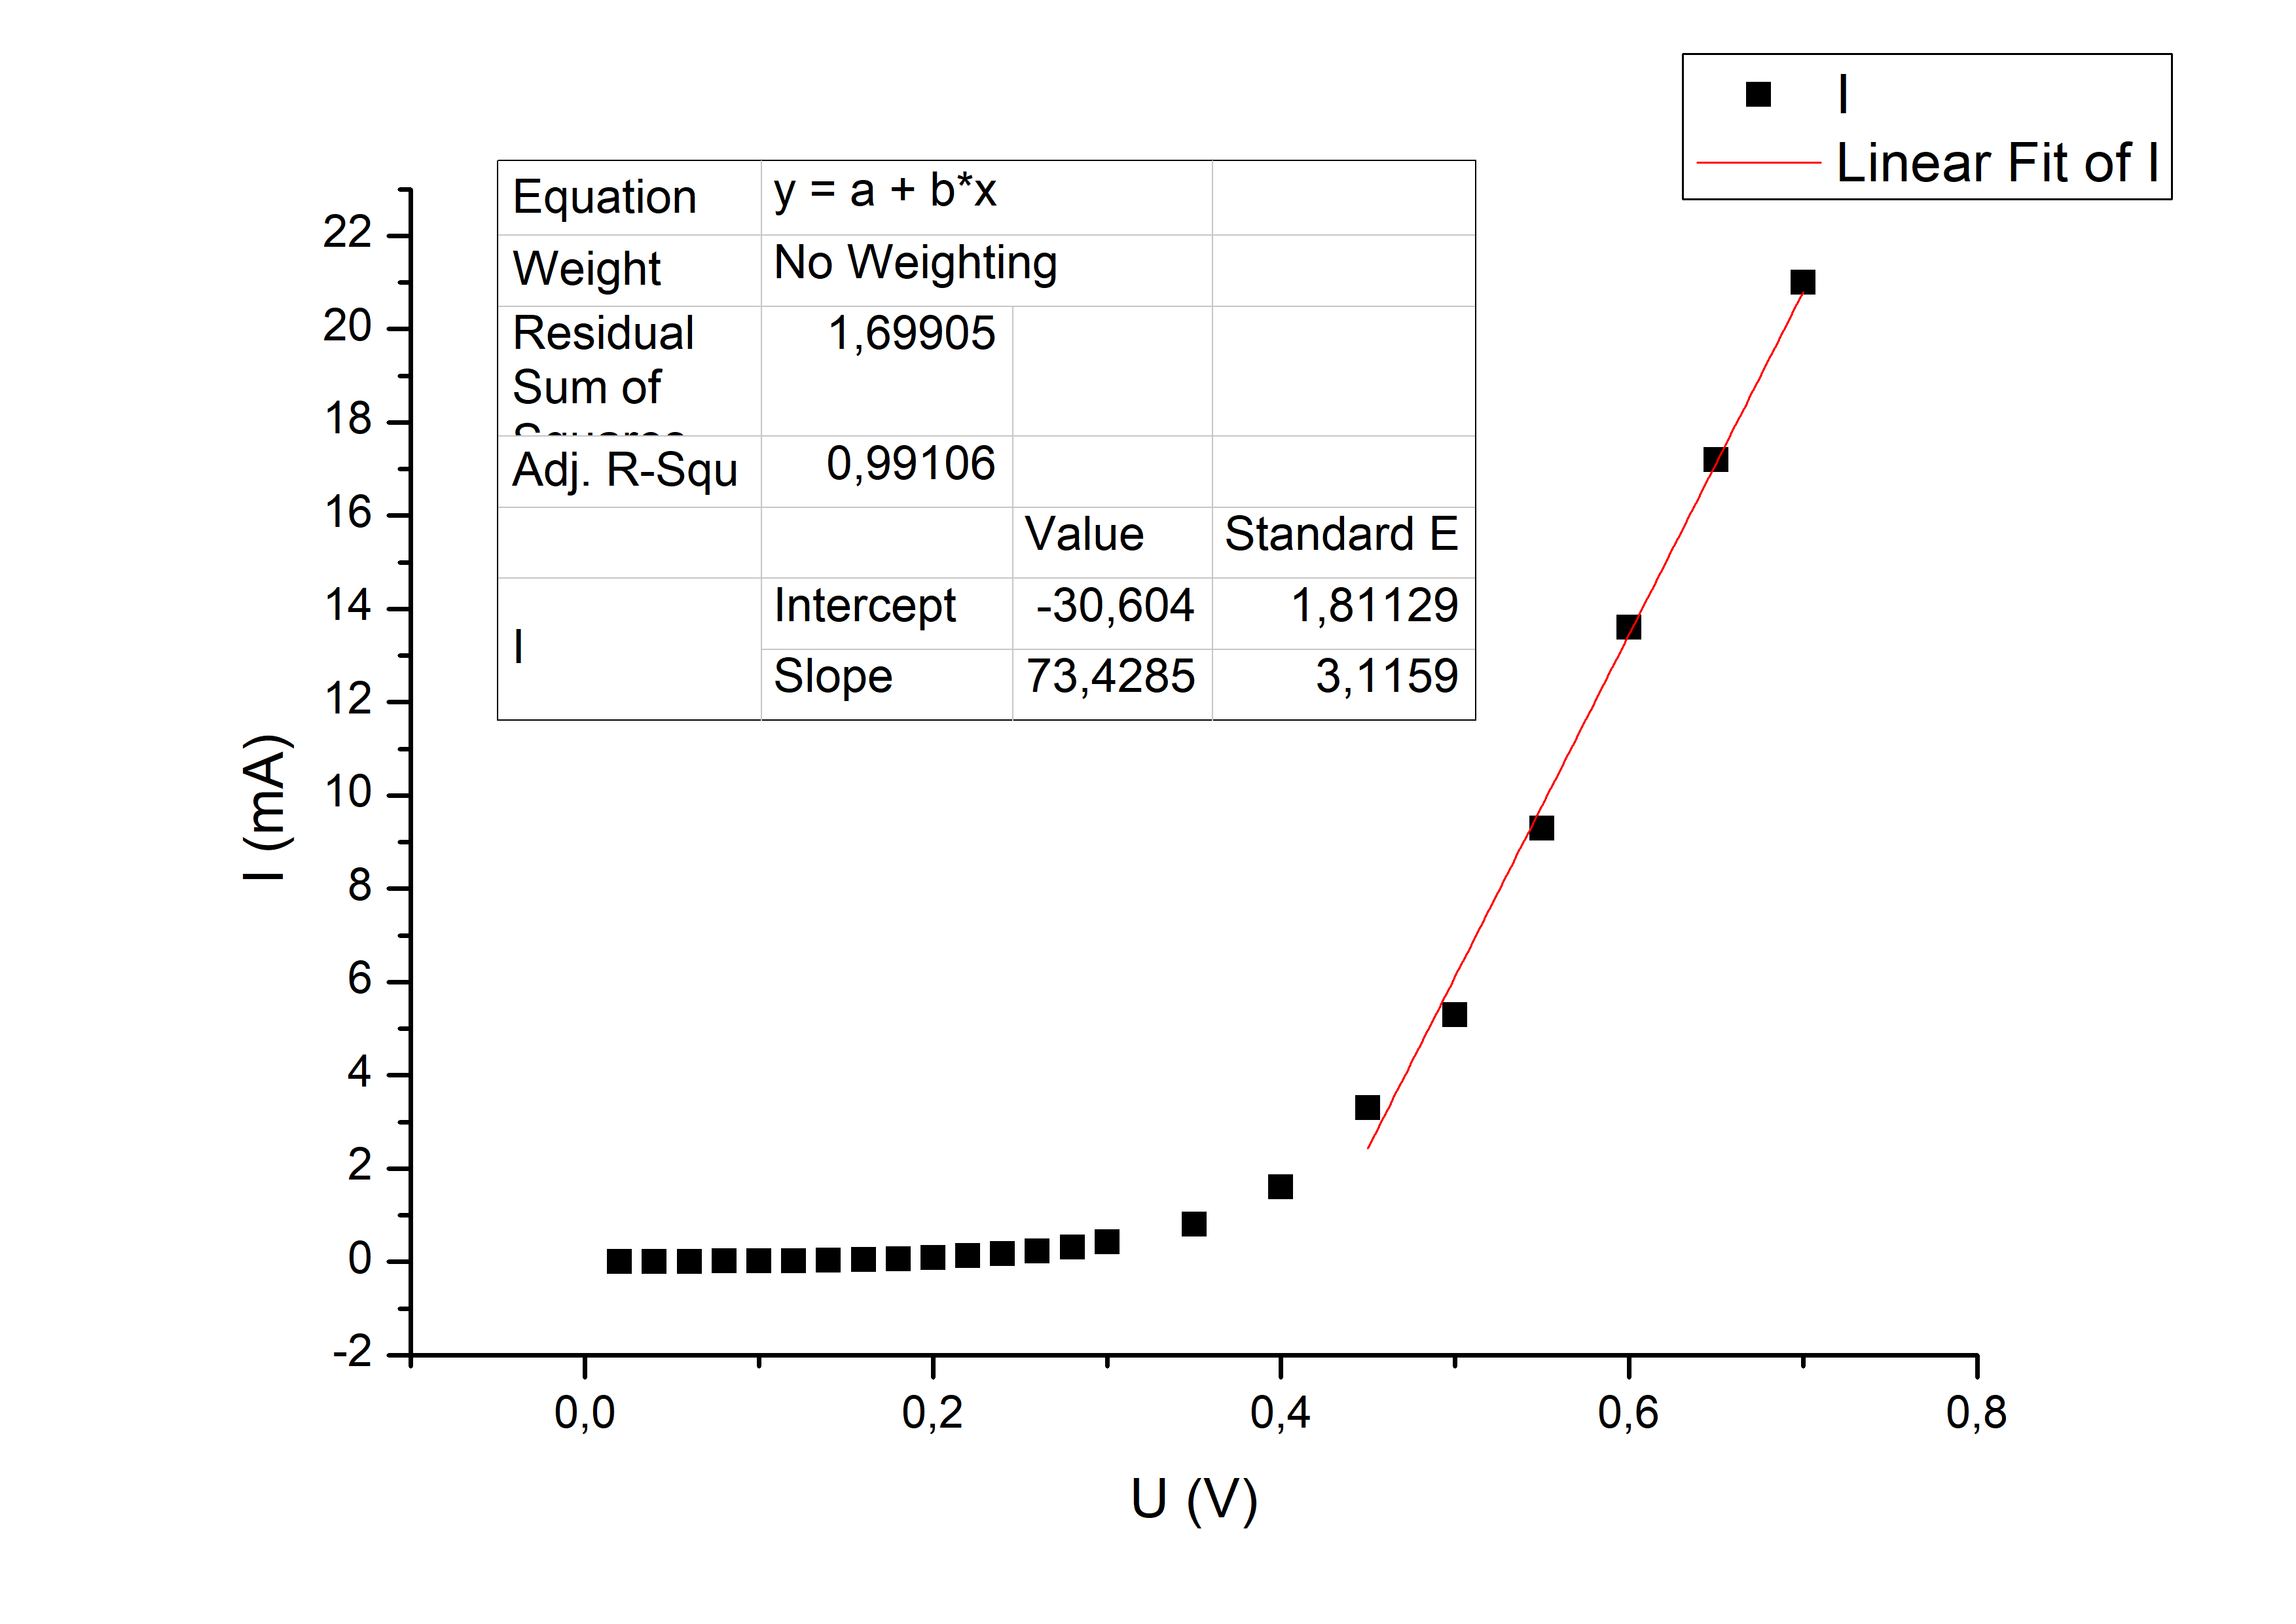 I
Linear Fit of I
Equation y = a + b*x
Weight No Weighting
Residual 1,69905
Sum of
Squares
Adj. R-Squ 0,99106
Value Standard E
I
Intercept -30,604 1,81129
Slope 73,4285 3,1159
22
20
18
16
14
12
10
8
6
4
2
0
-2
I (mA)
0,0 0,2 0,4 0,6 0,8
U (V)